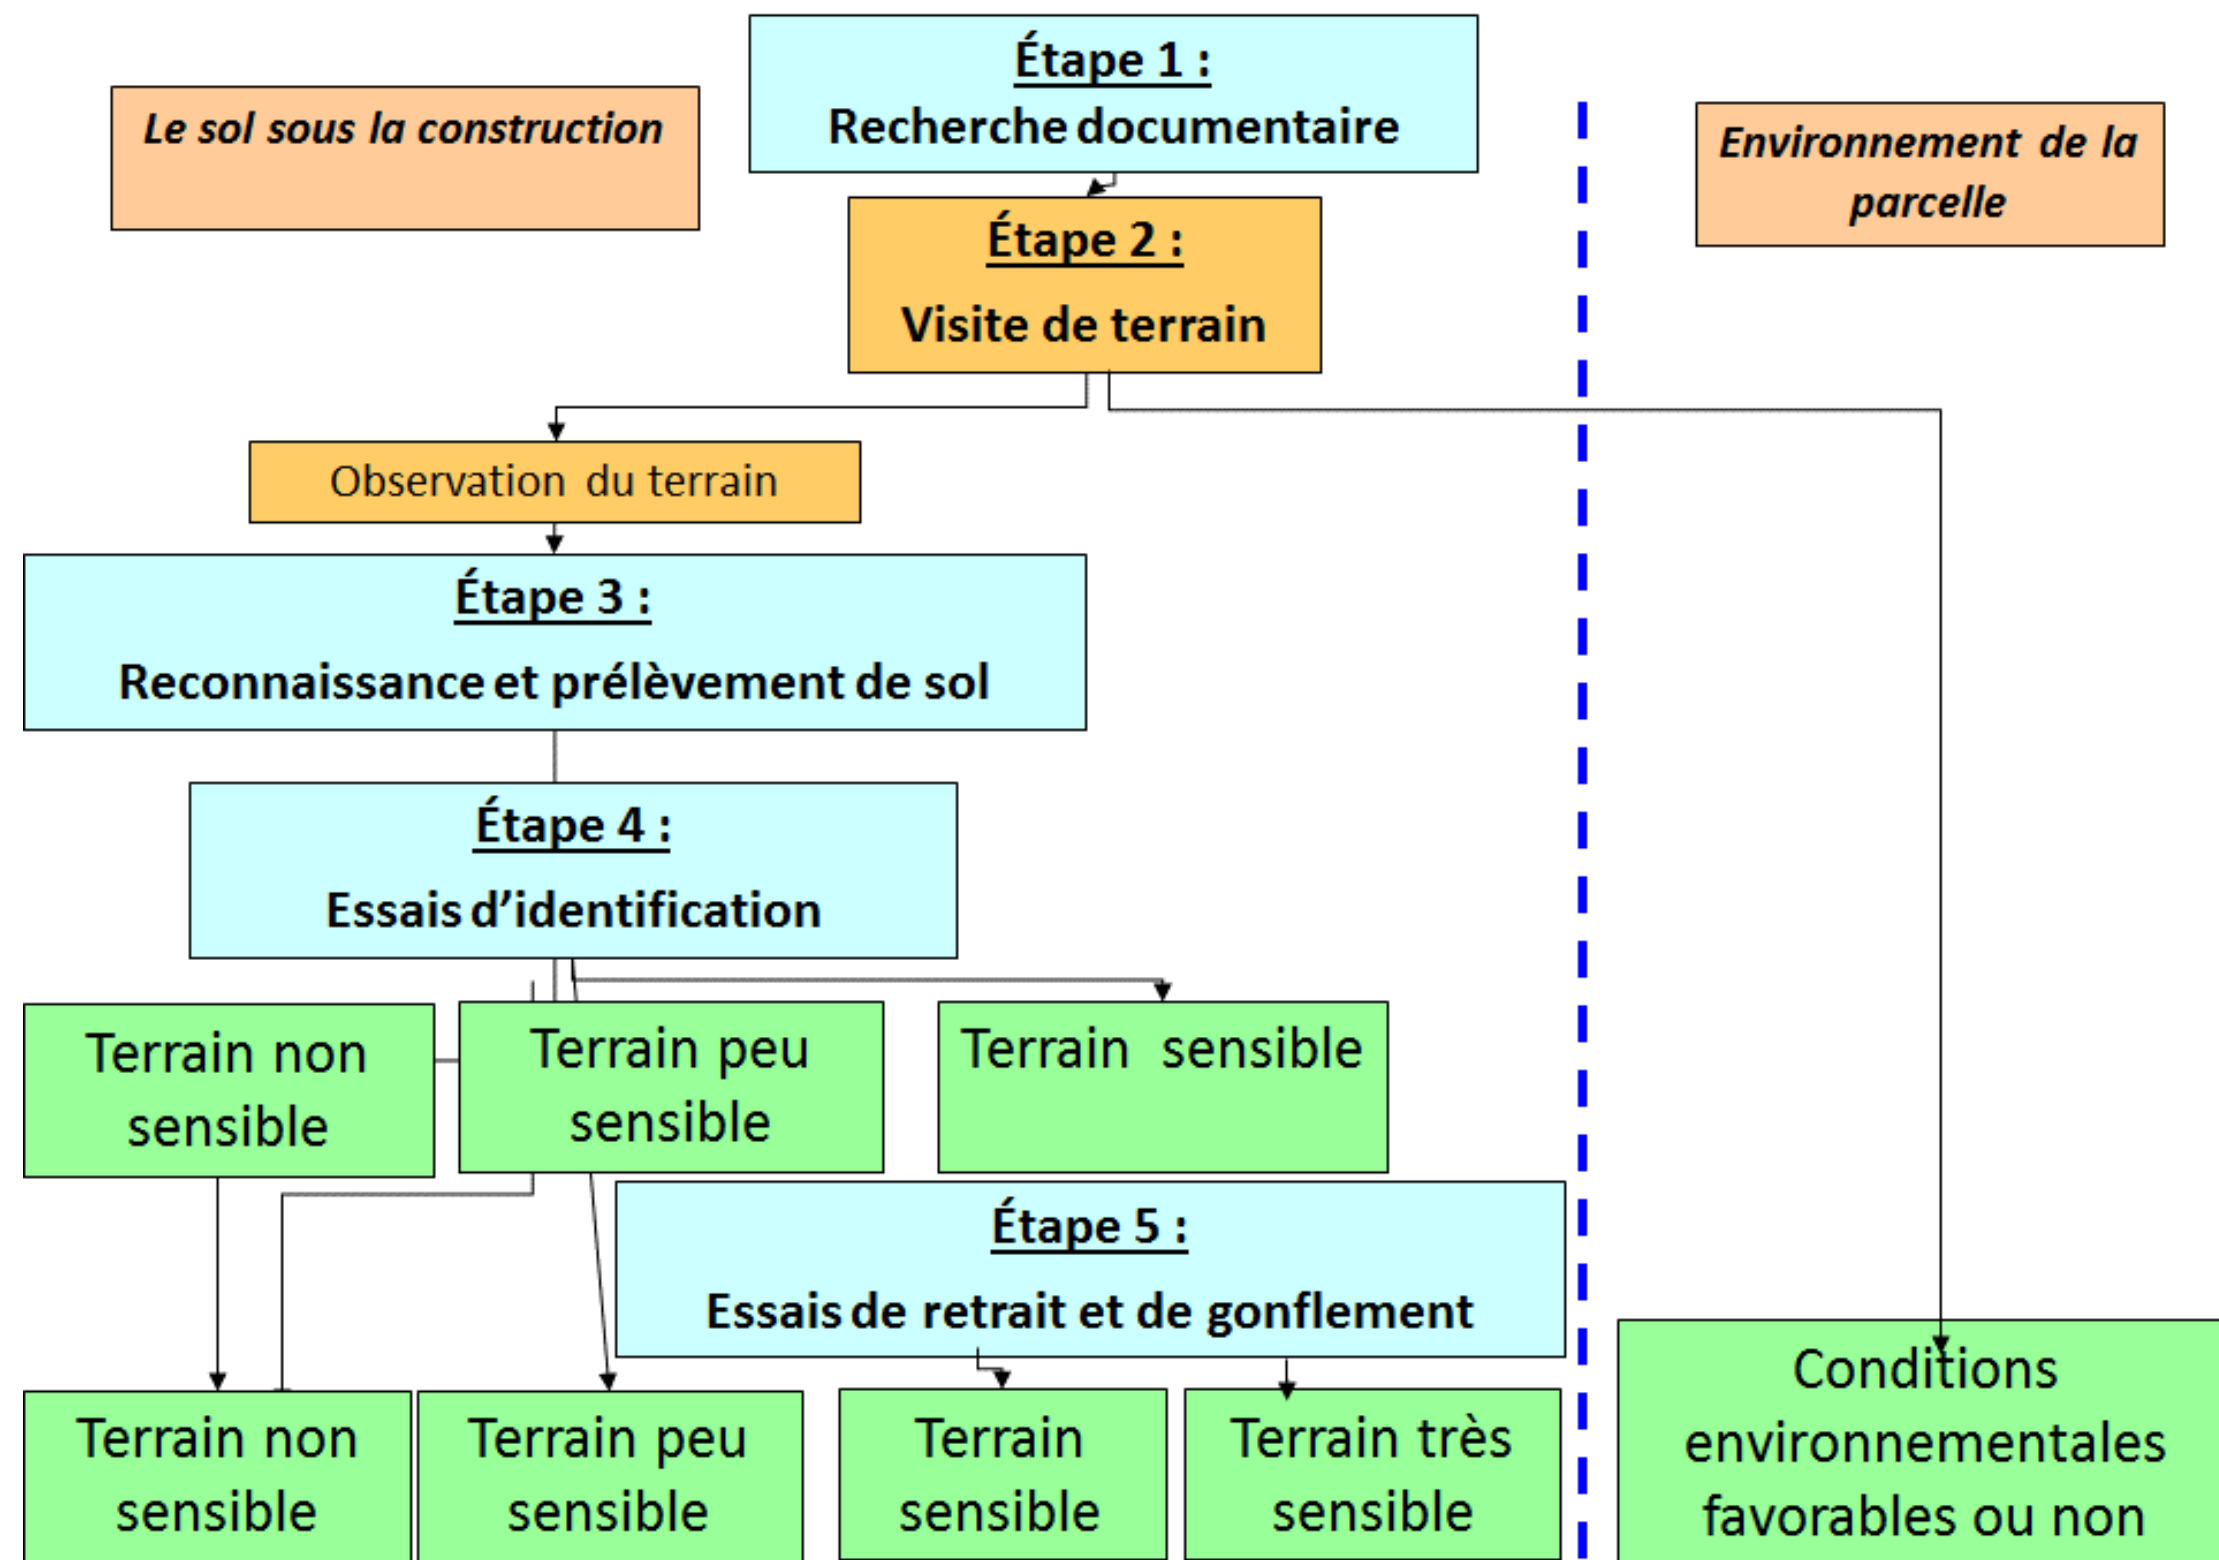 Étape 1 :
Recherche documentaire
Le sol sous la construction
Environnement de la
parcelle
Étape 2 :
Visite de terrain
Observation du terrain
Étape 3 :
Reconnaissance et prélèvement de sol
Étape 4 :
Essais d’identification
Terrain non
sensible
Terrain peu
sensible
Terrain sensible
Étape 5 :
Essais de retrait et de gonflement
Terrain non
sensible
Terrain peu
sensible
Terrain
sensible
Terrain très
sensible
Conditions
environnementales
favorables ou non